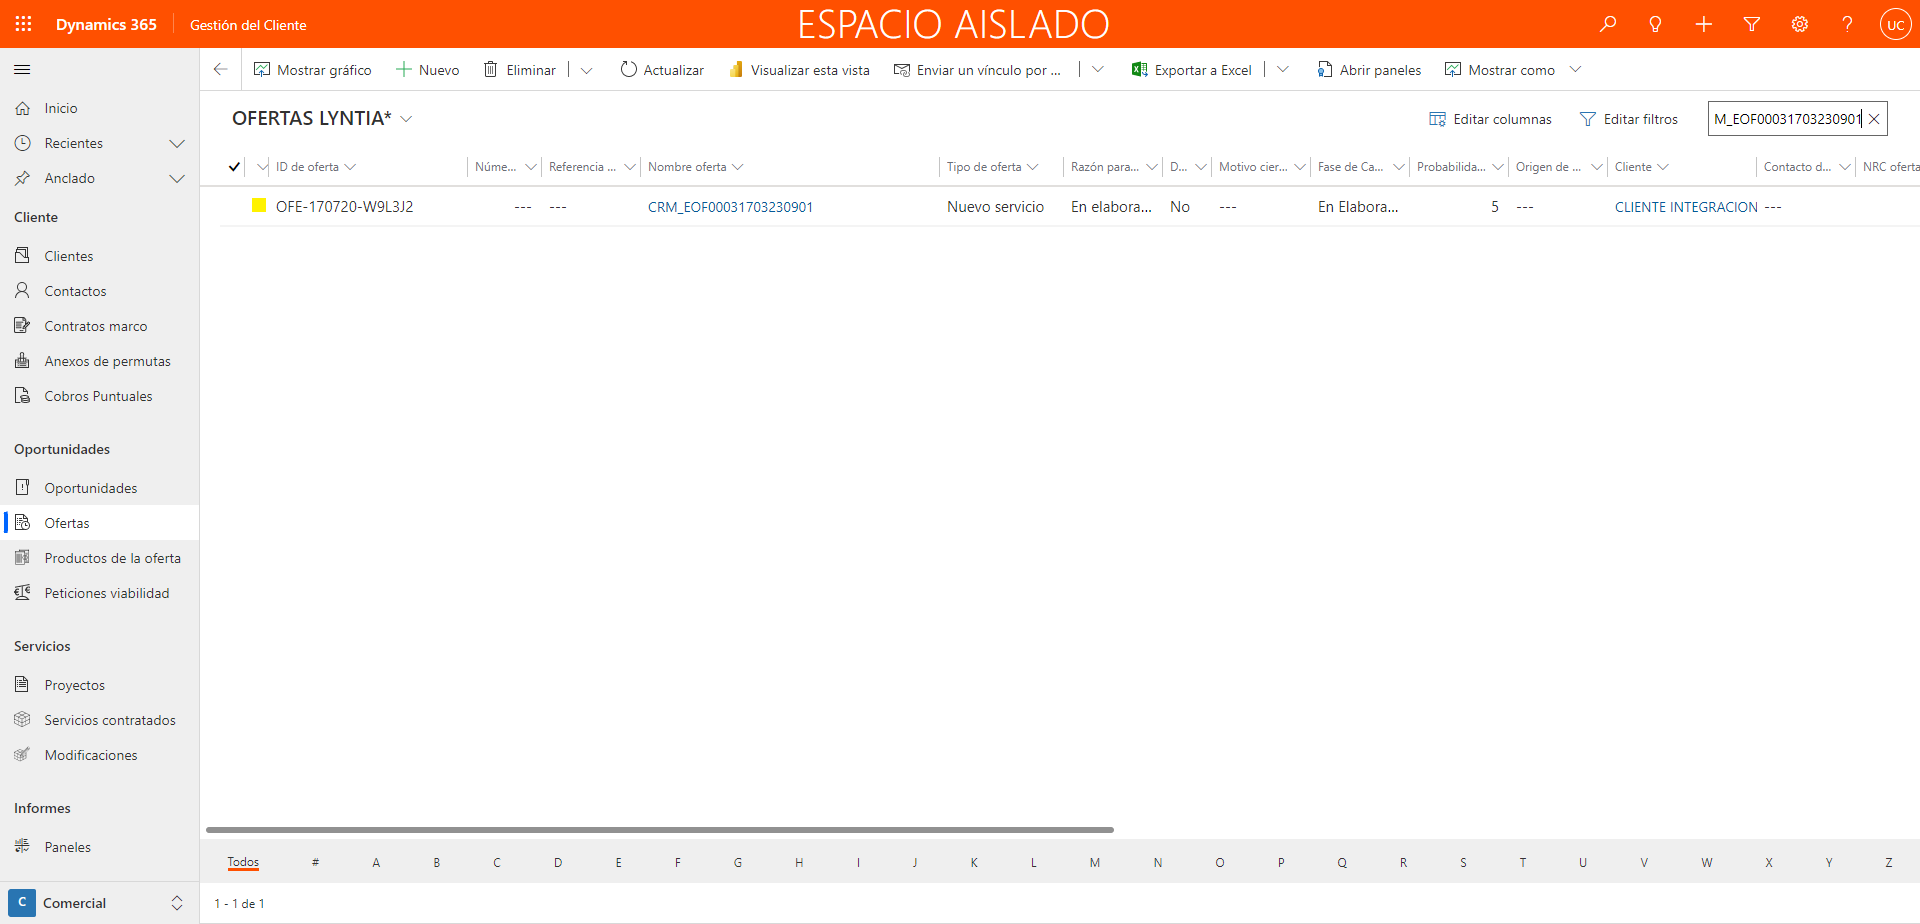 Dynamics 365
Gestión del Cliente
ESPACIO AISLADO
UC
Mostrar gráfico
Nuevo
Eliminar
Actualizar
Visualizar esta vista
Enviar un vínculo por ...
Exportar a Excel
Abrir paneles
Mostrar como
Inicio
Recientes
Anclado
Cliente
Clientes
Contactos
Contratos marco
Anexos de permutas
Cobros Puntuales
Oportunidades
Oportunidades
Ofertas
Productos de la oferta
Peticiones viabilidad
Servicios
Proyectos
Servicios contratados
Modificaciones
Informes
Paneles
C
Comercial
OFERTAS LYNTIA*
Editar columnas
Editar filtros
M_EOF00031703230901
ID de oferta
Núme...
Referencia ...
Nombre oferta
Tipo de oferta
Razón para...
D...
Motivo cier...
Fase de Ca...
Probabilida...
Origen de ...
Cliente
Contacto d...
NRC oferta
OFE-170720-W9L3J2
---
---
CRM_EOF00031703230901
Nuevo servicio
En elabora...
No
---
En Elabora...
5
---
CLIENTE INTEGRACION
---
Todos # A B C D E F G H I J K L M N O P Q R S T U V W X Y Z
1 - 1 de 1